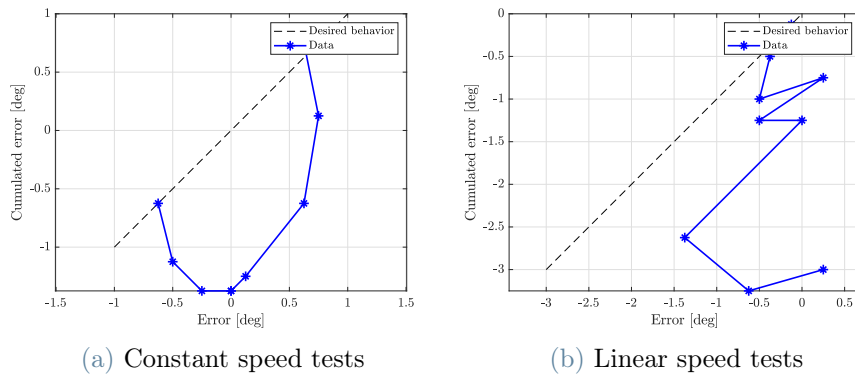 1
0.5
0
-0.5
-1
-1.5
-1
-0.5
0
0.5
1
1.5
Cumulated error [deg]
Error [deg]
Desired behavior
Data
(a) Constant speed tests
0
-0.5
-1
-1.5
-2
-2.5
-3
-3
-2.5
-2
-1.5
-1
-0.5
0
0.5
Cumulated error [deg]
Error [deg]
Desired behavior
Data
(b) Linear speed tests